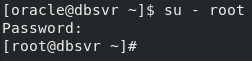 [oracle@dbsvr ~]$ su - root
Password:
[root@dbsvr ~]#